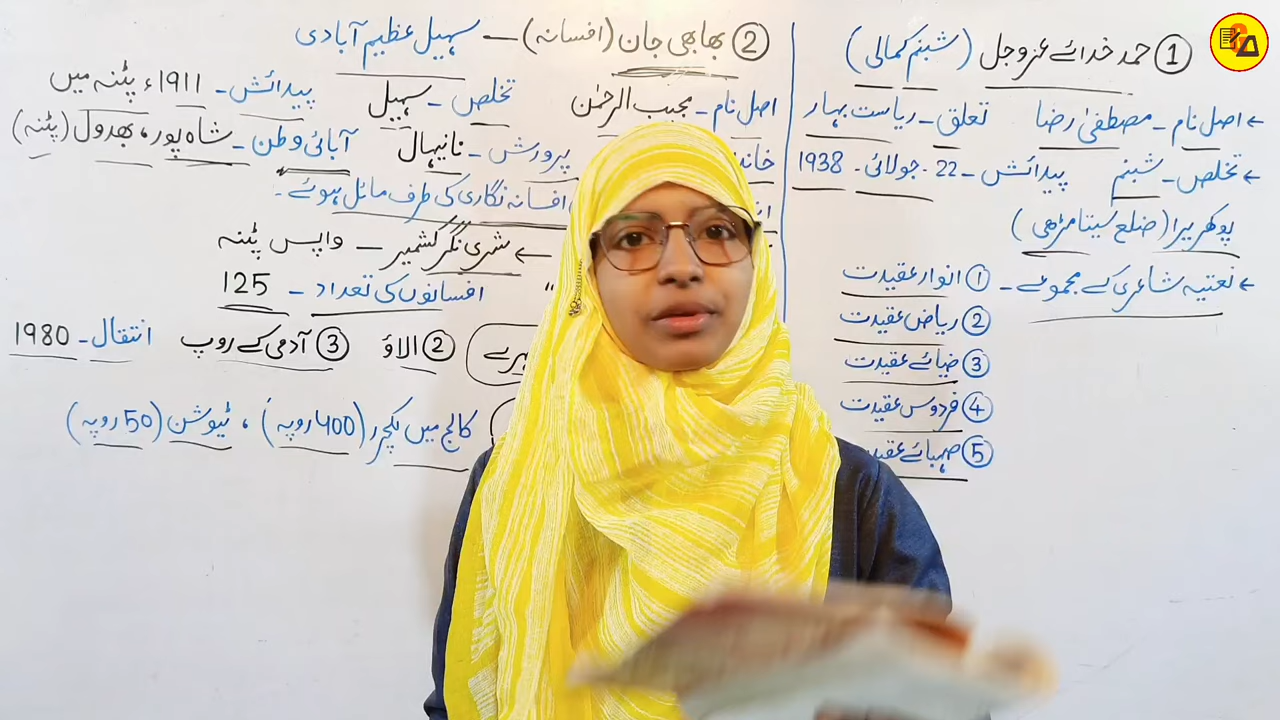 ① حمد خدائے عزوجل (شبنم کمالی)
← اصل نام ـ مصطفیٰ رضا تعلق ـ ریاست بہار
← تخلص ـ شبنم پیدائش ـ 22 ـ جولائی ـ 1938
پوکھریرا (ضلع سیتامڑھی)
← نعتیہ شاعری کے مجموعے ـ ① انوار عقیدت
② ریاض عقیدت
③ ضیائے عقیدت
④ فردوس عقیدت
⑤ صہبائے
② بھابھی جان (افسانہ) ـ سہیل عظیم آبادی
اصل نام ـ مجیب الرحمٰن تخلص ـ سہیل پیدائش ـ 1911ء پٹنہ میں
پرورش ـ نانیہال آبائی وطن ـ شاہ پور، بھدول (پٹنہ)
افسانہ نگاری کی طرف مائل ہوئے ـ
← شری نگر کشمیر ـ واپس پٹنہ
" افسانوں کی تعداد ـ 125
② الاؤ ③ آدمی کے روپ انتقال ـ 1980
کالج میں لکچرر (400 روپہ)، ٹیوشن (50 روپہ)